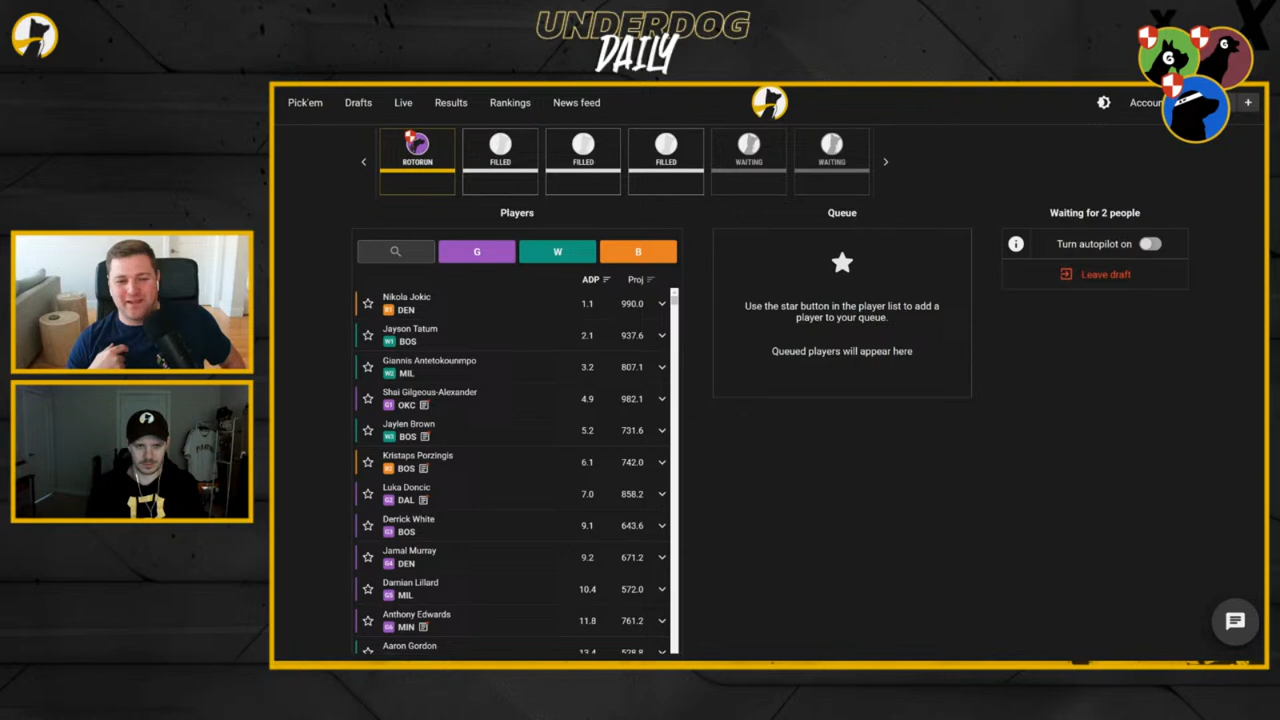 UNDERDOG
DAILY
G
G
Pick'em
Drafts
Live
Results
Rankings
News feed
Accou
+
ROTORUN
FILLED
FILLED
FILLED
WAITING
WAITING
Players
Queue
Waiting for 2 people
G
W
B
Turn autopilot on
Leave draft
ADP
Proj
Nikola Jokic
B1 DEN
1.1
990.0
Jayson Tatum
W1 BOS
2.1
937.6
Giannis Antetokounmpo
W2 MIL
3.2
807.1
Shai Gilgeous-Alexander
G1 OKC
4.9
982.1
Jaylen Brown
W3 BOS
5.2
731.6
Kristaps Porzingis
B2 BOS
6.1
742.0
Luka Doncic
G2 DAL
7.0
858.2
Derrick White
G3 BOS
9.1
643.6
Jamal Murray
G4 DEN
9.2
671.2
Damian Lillard
G5 MIL
10.4
572.0
Anthony Edwards
G6 MIN
11.8
761.2
Aaron Gordon
13.4
528.8
Use the star button in the player list to add a
player to your queue.
Queued players will appear here